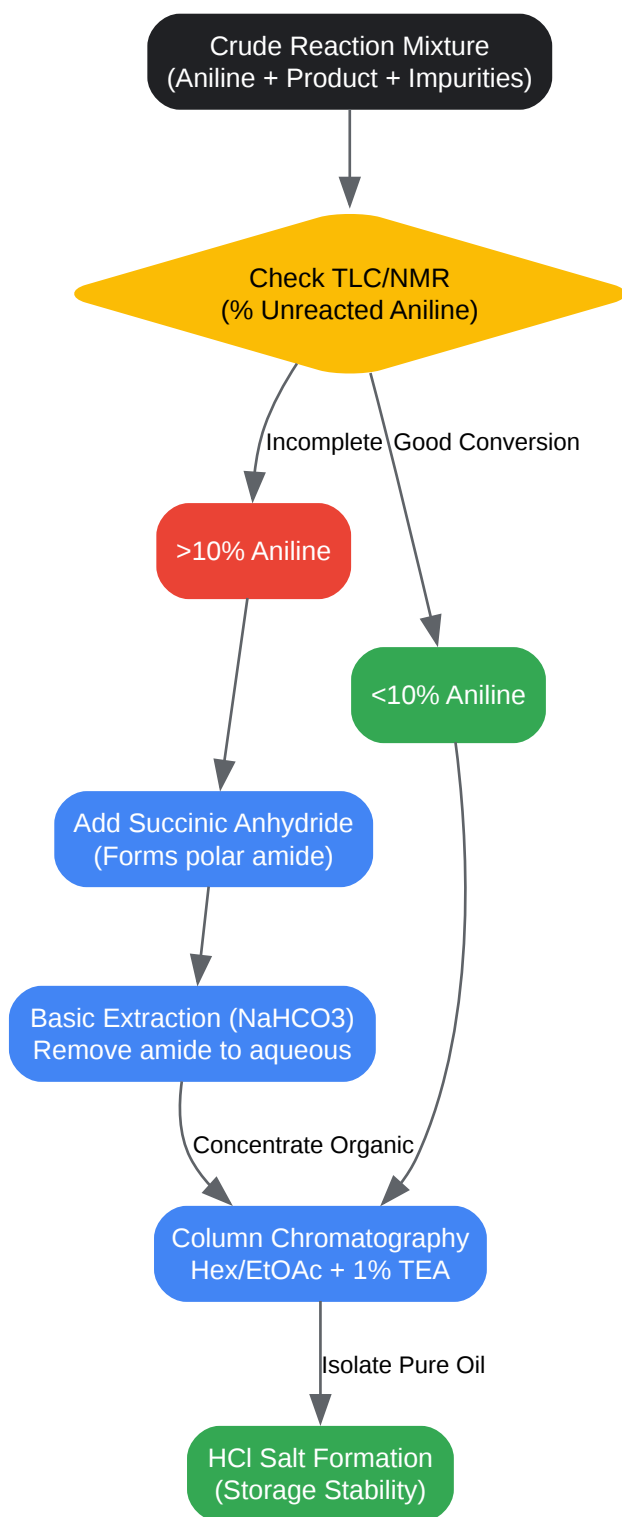 Crude Reaction Mixture
(Aniline + Product + Impurities)
Check TLC/NMR
(% Unreacted Aniline)
Incomplete
Good Conversion
>10% Aniline
<10% Aniline
Add Succinic Anhydride
(Forms polar amide)
Basic Extraction (NaHCO3)
Remove amide to aqueous
Concentrate Organic
Column Chromatography
Hex/EtOAc + 1% TEA
Isolate Pure Oil
HCl Salt Formation
(Storage Stability)